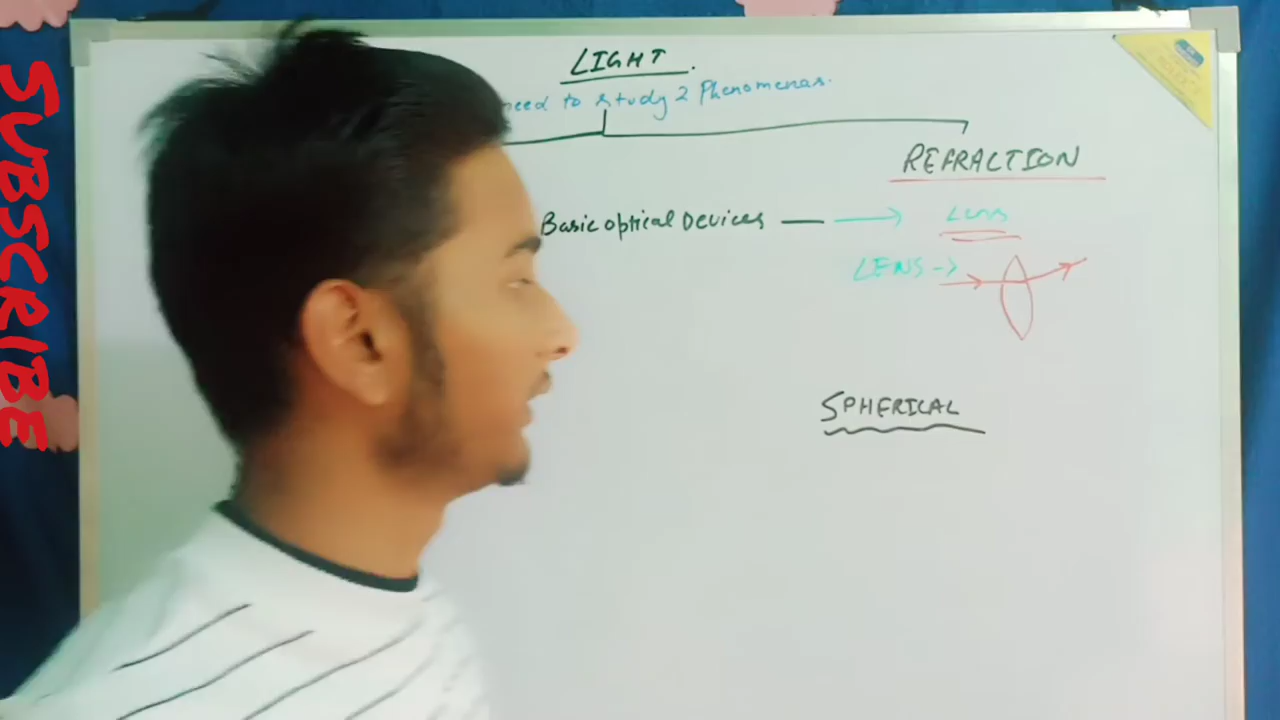 SUBSCRIBE
LIGHT.
need to study 2 Phenomenas.
REFRACTION
Basic optical Devices — → Lens
LENS ->
SPHERICAL